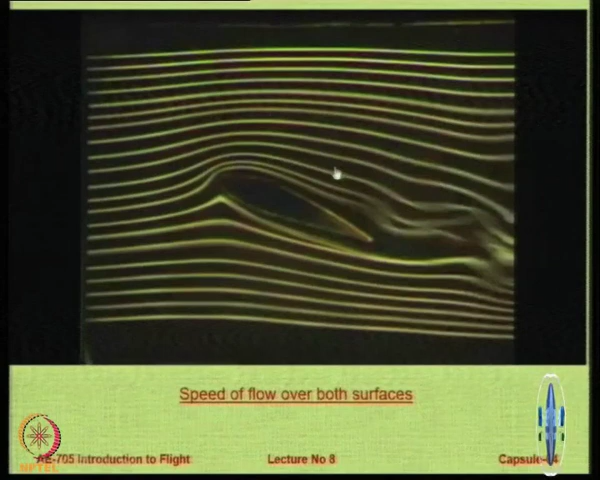 Speed of flow over both surfaces
AE-705 Introduction to Flight
Lecture No 8
NPTEL